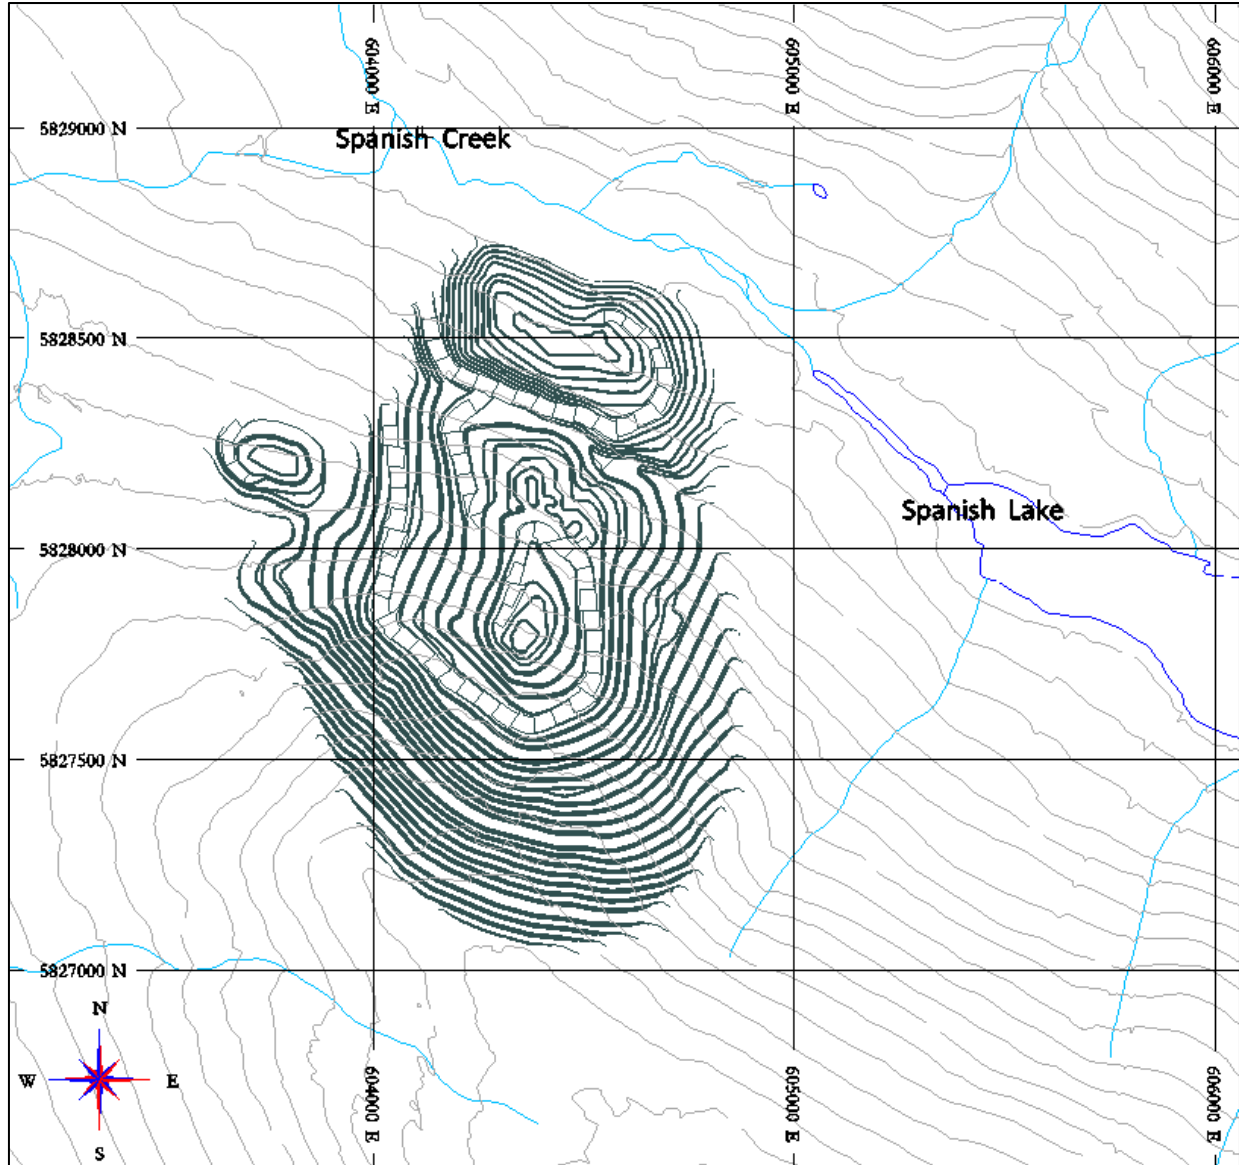 604000 E
605000 E
606000 E
5829000 N
Spanish Creek
5828500 N
Spanish Lake
5828000 N
5827500 N
5827000 N
N
W
E
S
604000 E
605000 E
606000 E